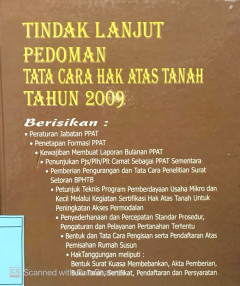 TINDAK LANJUT
PEDOMAN
TATA CARA HAK ATAS TANAH
TAHUN 2009
Berisikan :
• Peraturan Jabatan PPAT
• Penetapan Formasi PPAT
• Kewajiban Membuat Laporan Bulanan PPAT
• Penunjukan Pjs/Plh/Plt Camat Sebagai PPAT Sementara
• Pemberian Pengurangan dan Tata Cara Penelitian Surat
Setoran BPHTB
• Petunjuk Teknis Program Pemberdayaan Usaha Mikro dan
Kecil Melalui Kegiatan Sertifikasi Hak Atas Tanah Untuk
Peningkatan Akses Permodalan
• Penyederhanaan dan Percepatan Standar Prosedur,
Pengaturan dan Pelayanan Pertanahan Tertentu
• Bentuk dan Tata Cara Pengisian serta Pendaftaran Atas
Pemisahan Rumah Susun
• HakTanggungan meliputi :
Bentuk Surat Kuasa Membebankan, Akta Pemberian,
Buku Tanah, Sertifikat, Pendaftaran dan Persyaratan
CS Scanned with CamScanner